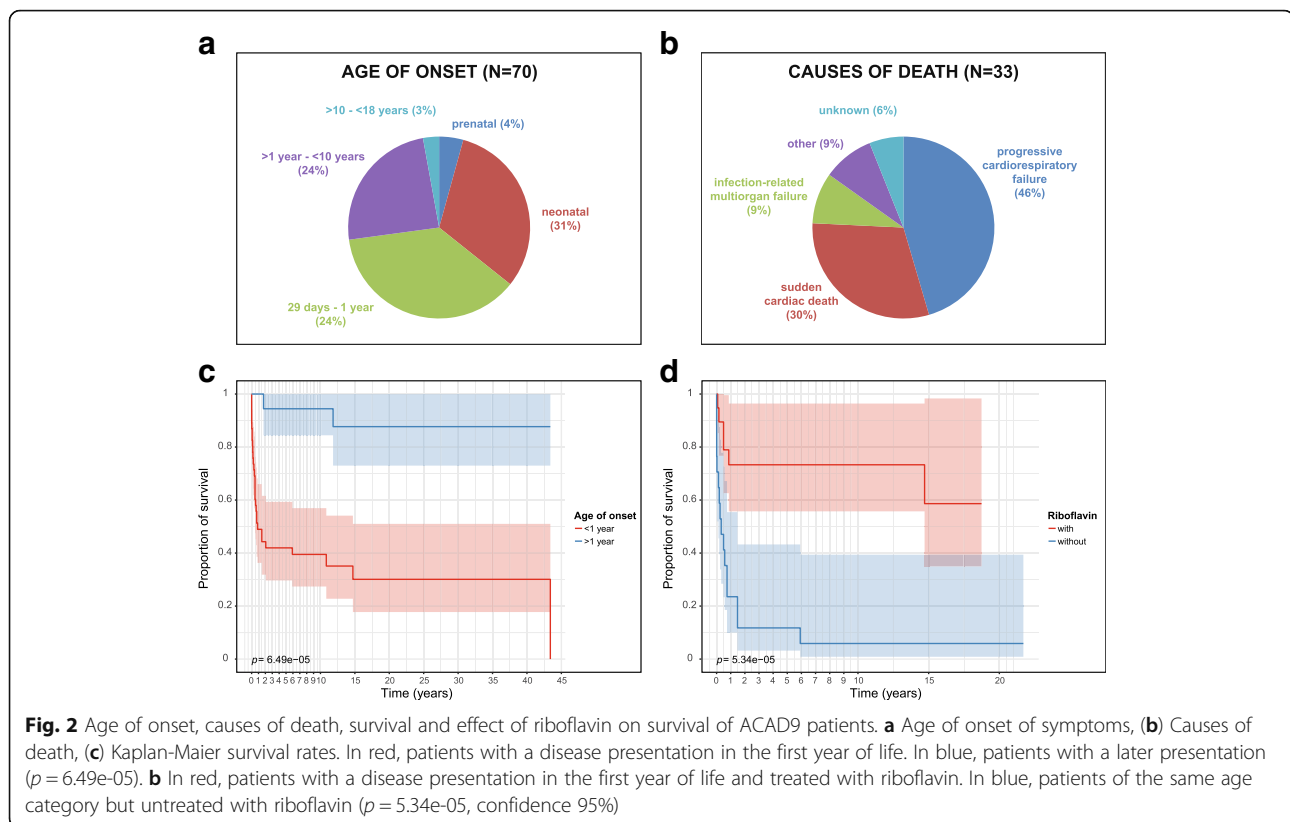 a
AGE OF ONSET (N=70)
>10 - <18 years (3%)
prenatal (4%)
>1 year - <10 years
(24%)
neonatal
(31%)
29 days - 1 year
(24%)
b
CAUSES OF DEATH (N=33)
unknown (6%)
other (9%)
progressive
cardiorespiratory
failure
(46%)
infection-related
multiorgan failure
(9%)
sudden
cardiac death
(30%)
c
Proportion of survival
1
0.8
0.6
0.4
0.2
0
p= 6.49e−05
0 1 2 3 4 5 6 7 8 9 10 15 20 25 30 35 40 45
Time (years)
Age of onset
<1 year
>1 year
d
Proportion of survival
1
0.8
0.6
0.4
0.2
0
p= 5.34e−05
0 1 2 3 4 5 6 7 8 9 10 15 20
Time (years)
Riboflavin
with
without
Fig. 2 Age of onset, causes of death, survival and effect of riboflavin on survival of ACAD9 patients. a Age of onset of symptoms, (b) Causes of
death, (c) Kaplan-Maier survival rates. In red, patients with a disease presentation in the first year of life. In blue, patients with a later presentation
(p = 6.49e-05). b In red, patients with a disease presentation in the first year of life and treated with riboflavin. In blue, patients of the same age
category but untreated with riboflavin (p = 5.34e-05, confidence 95%)